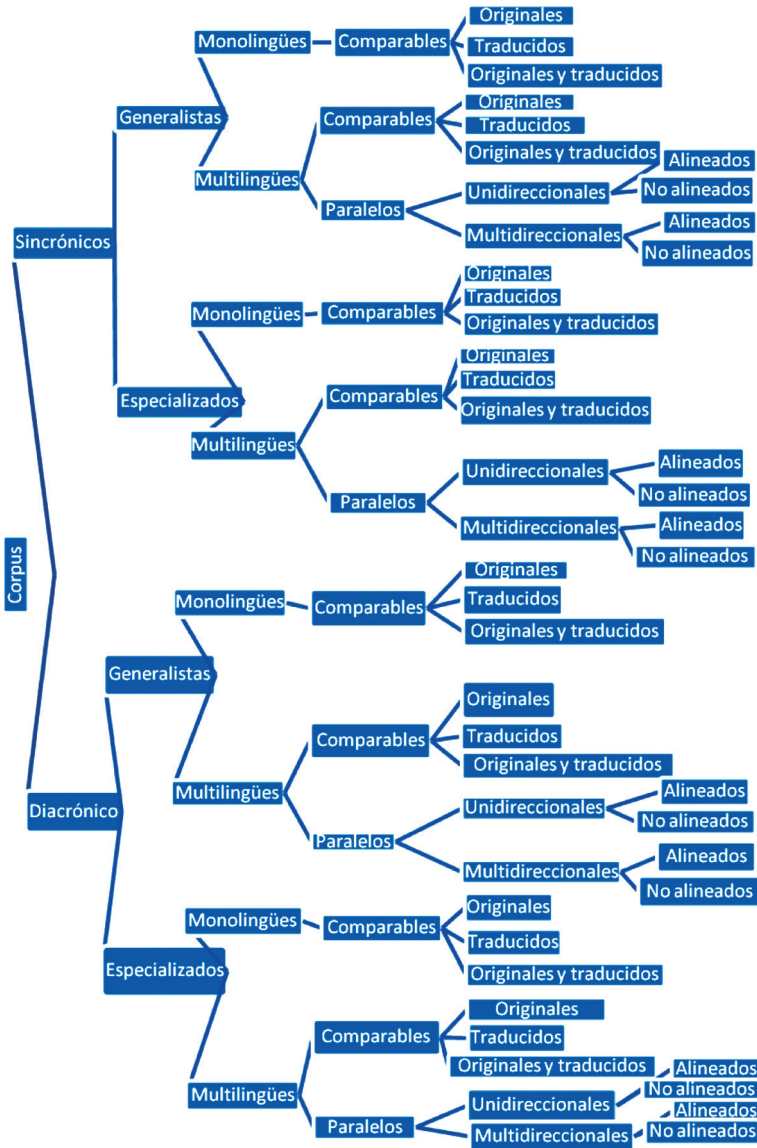 Corpus
Sincrónicos
Generalistas
Monolingües
Comparables
Originales
Traducidos
Originales y traducidos
Multilingües
Comparables
Originales
Traducidos
Originales y traducidos
Paralelos
Unidireccionales
Alineados
No alineados
Multidireccionales
Alineados
No alineados
Especializados
Monolingües
Comparables
Originales
Traducidos
Originales y traducidos
Multilingües
Comparables
Originales
Traducidos
Originales y traducidos
Paralelos
Unidireccionales
Alineados
No alineados
Multidireccionales
Alineados
No alineados
Diacrónico
Generalistas
Monolingües
Comparables
Originales
Traducidos
Originales y traducidos
Multilingües
Comparables
Originales
Traducidos
Originales y traducidos
Paralelos
Unidireccionales
Alineados
No alineados
Multidireccionales
Alineados
No alineados
Especializados
Monolingües
Comparables
Originales
Traducidos
Originales y traducidos
Multilingües
Comparables
Originales
Traducidos
Originales y traducidos
Paralelos
Unidireccionales
Alineados
No alineados
Multidireccionales
Alineados
No alineados